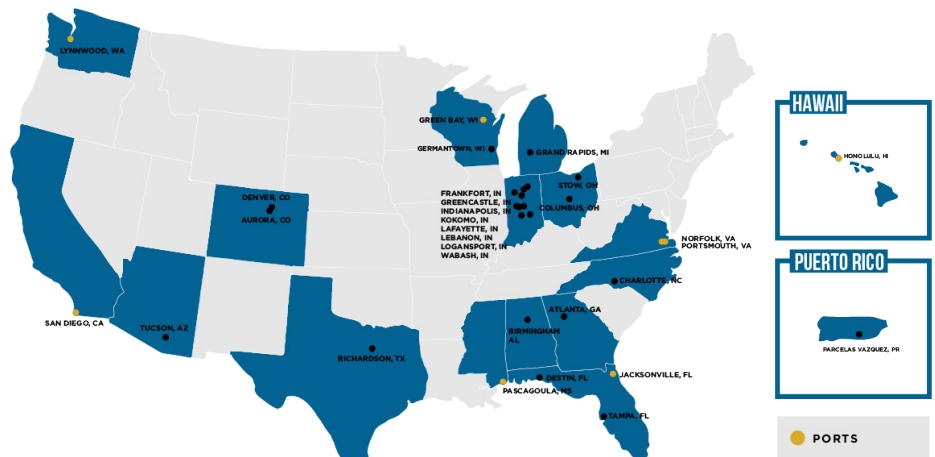 LYNNWOOD, WA
GREEN BAY, WI
GERMANTOWN, WI
GRAND RAPIDS, MI
STOW, OH
COLUMBUS, OH
DENVER, CO
AURORA, CO
FRANKFORT, IN
GREENCASTLE, IN
INDIANAPOLIS, IN
KOKOMO, IN
LAFAYETTE, IN
LEBANON, IN
LOGANSPORT, IN
WABASH, IN
NORFOLK, VA
PORTSMOUTH, VA
CHARLOTTE, NC
SAN DIEGO, CA
TUCSON, AZ
RICHARDSON, TX
ATLANTA, GA
BIRMINGHAM
AL
DESTIN, FL
JACKSONVILLE, FL
PASCAGOULA, MS
TAMPA, FL
HAWAII
HONOLULU, HI
PUERTO RICO
PARCELAS VAZQUEZ, PR
PORTS